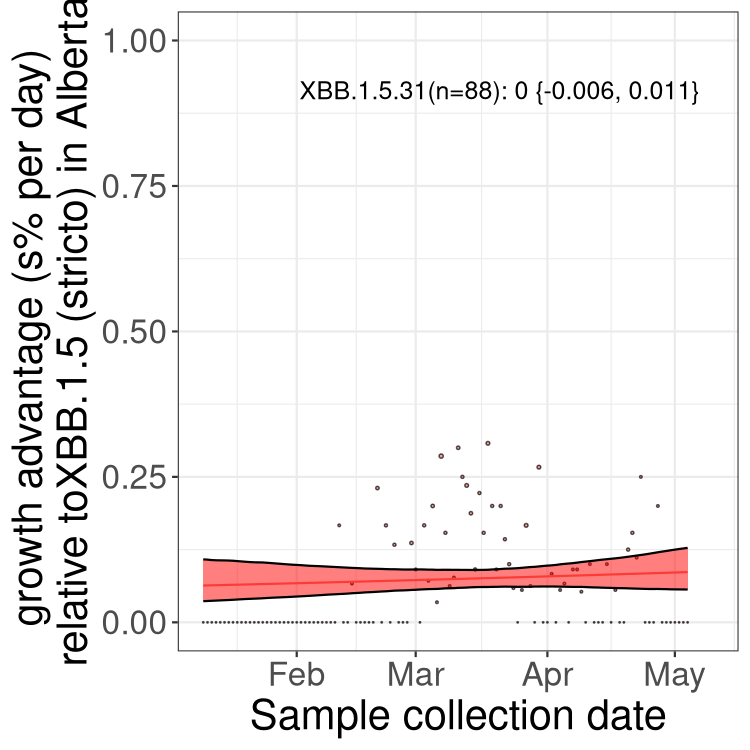 growth advantage (s% per day)
relative toXBB.1.5 (stricto) in Alberta
1.00
0.75
0.50
0.25
0.00
XBB.1.5.31(n=88): 0 {-0.006, 0.011}
Feb Mar Apr May
Sample collection date